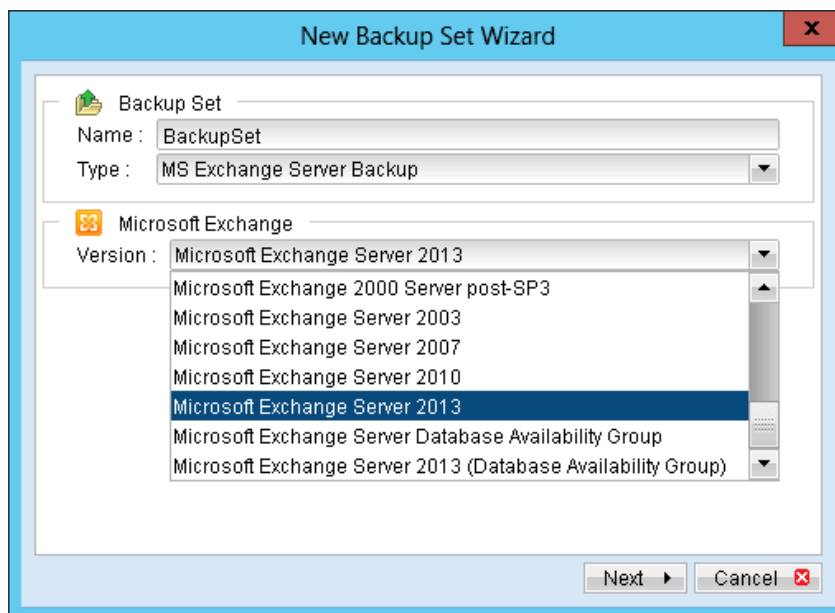 New Backup Set Wizard
x
Backup Set
Name : BackupSet
Type : MS Exchange Server Backup
Microsoft Exchange
Version : Microsoft Exchange Server 2013
Microsoft Exchange 2000 Server post-SP3
Microsoft Exchange Server 2003
Microsoft Exchange Server 2007
Microsoft Exchange Server 2010
Microsoft Exchange Server 2013
Microsoft Exchange Server Database Availability Group
Microsoft Exchange Server 2013 (Database Availability Group)
Next Cancel